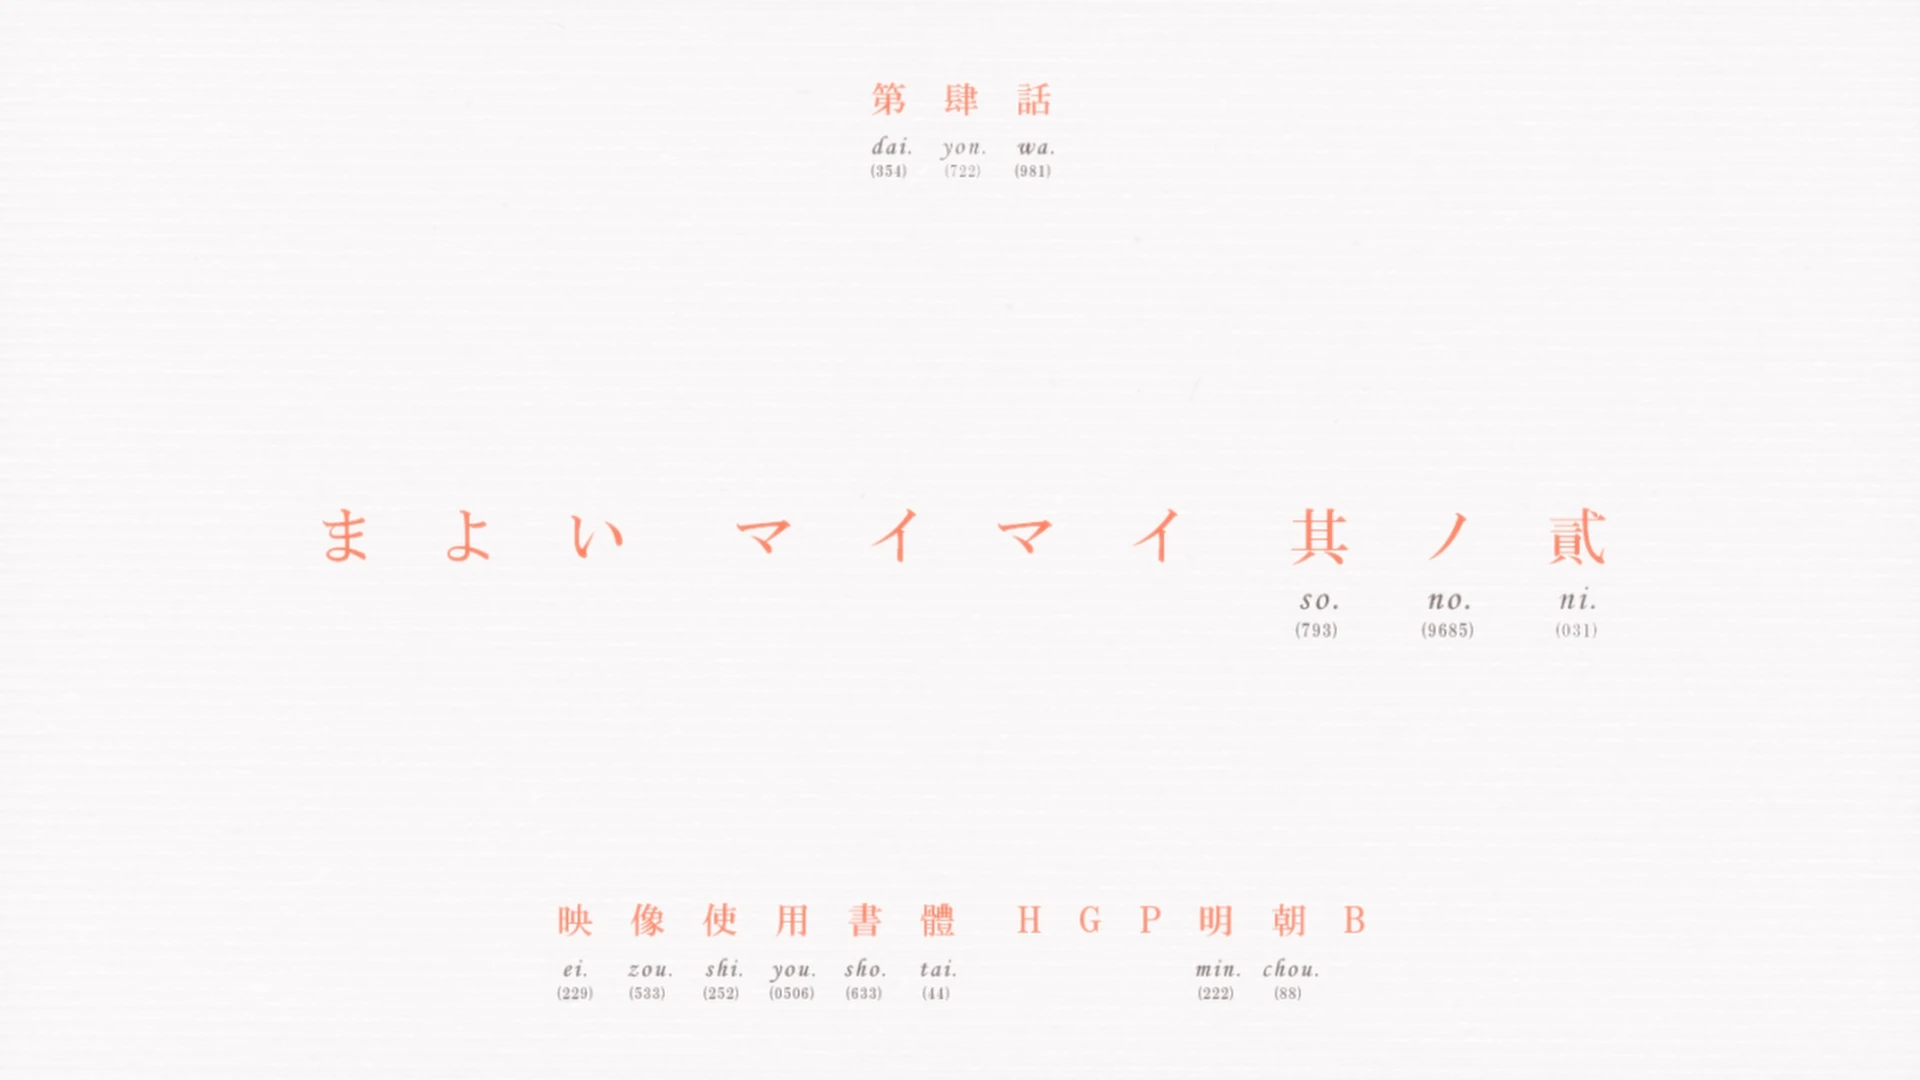 第肆話
dai. yon. wa.
(354) (722) (981)
まよい マイマイ 其ノ貳
so. no. ni.
(793) (9685) (031)
映像使用書體 HGP明朝B
ei. zou. shi. you. sho. tai. min. chou.
(229) (533) (252) (0506) (633) (44) (222) (88)